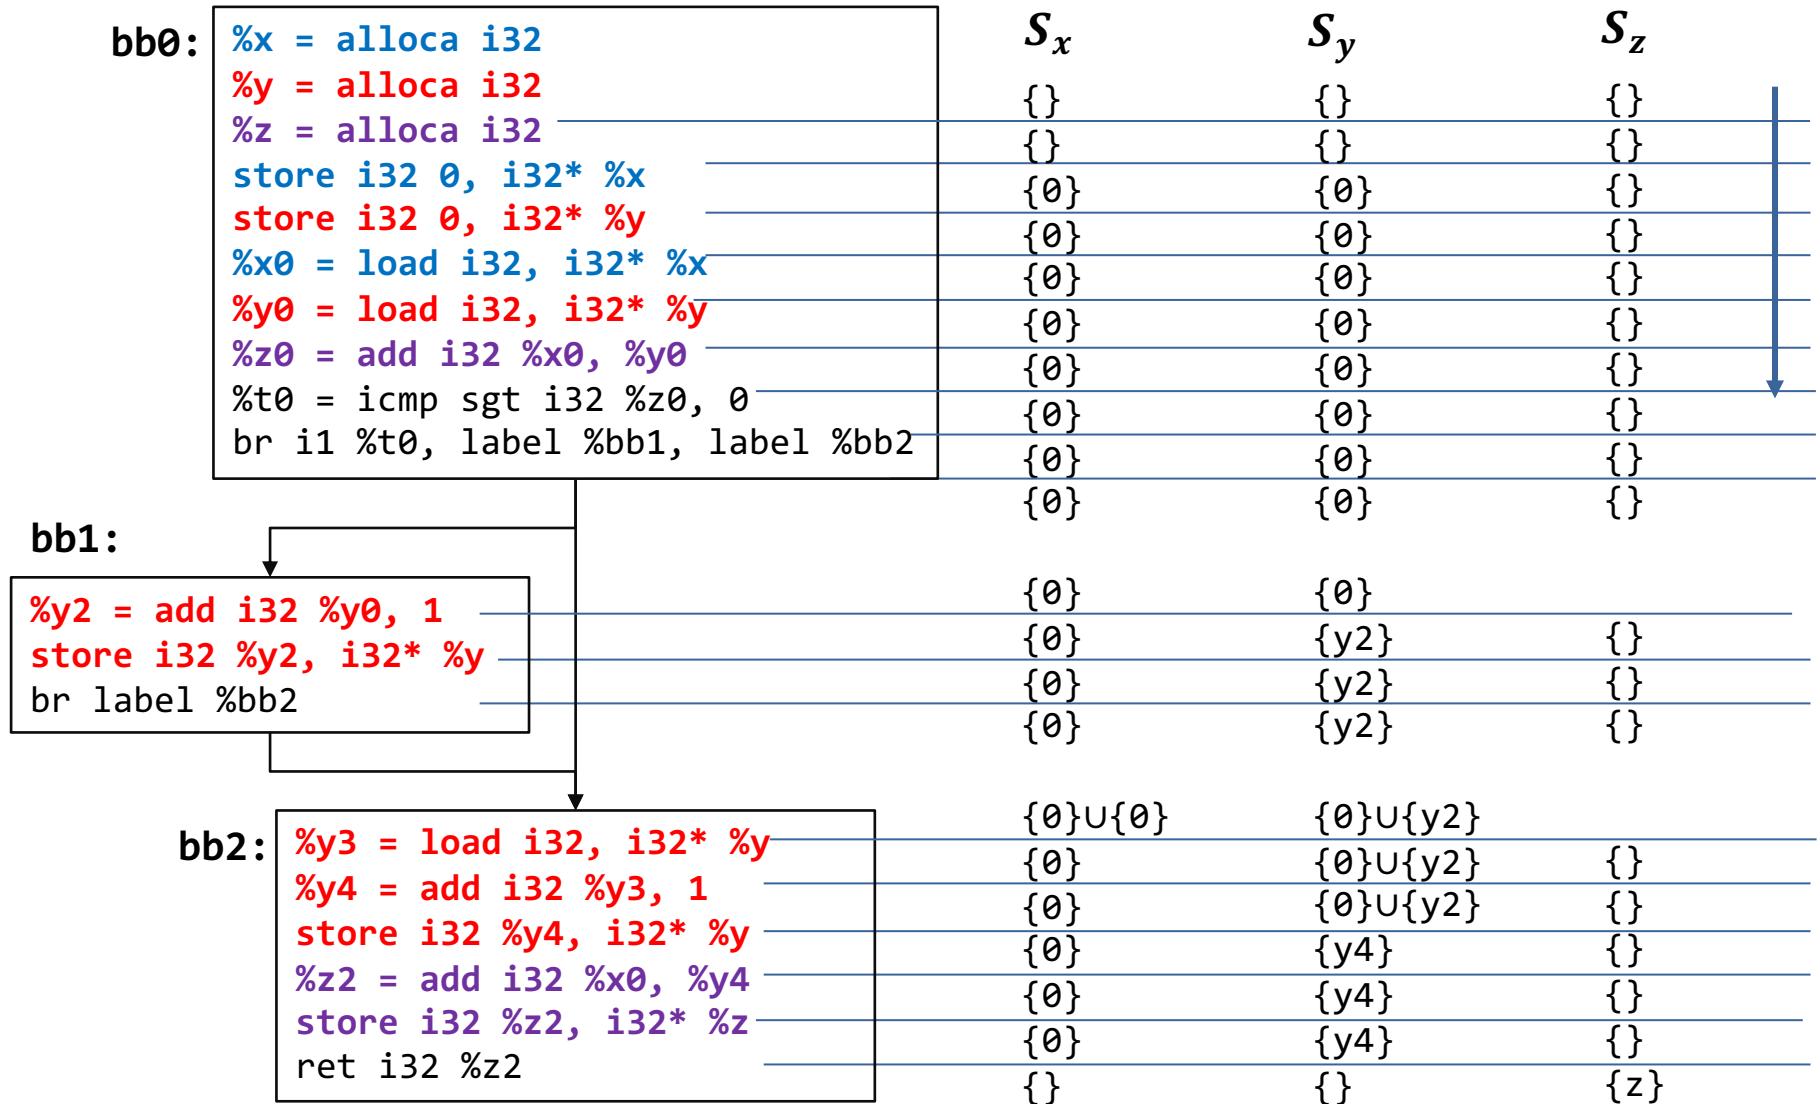 bb0:
%x = alloca i32
%y = alloca i32
%z = alloca i32
store i32 0, i32* %x
store i32 0, i32* %y
%x0 = load i32, i32* %x
%y0 = load i32, i32* %y
%z0 = add i32 %x0, %y0
%t0 = icmp sgt i32 %z0, 0
br i1 %t0, label %bb1, label %bb2
Sx Sy Sz
{} {} {}
{} {} {}
{0} {0} {}
{0} {0} {}
{0} {0} {}
{0} {0} {}
{0} {0} {}
{0} {0} {}
{0} {0} {}
{0} {0} {}
bb1:
%y2 = add i32 %y0, 1
store i32 %y2, i32* %y
br label %bb2
{0} {0}
{0} {y2} {}
{0} {y2} {}
{0} {y2} {}
bb2:
%y3 = load i32, i32* %y
%y4 = add i32 %y3, 1
store i32 %y4, i32* %y
%z2 = add i32 %x0, %y4
store i32 %z2, i32* %z
ret i32 %z2
{0}∪{0} {0}∪{y2}
{0} {0}∪{y2} {}
{0} {0}∪{y2} {}
{0} {y4} {}
{0} {y4} {}
{0} {y4} {}
{} {} {z}